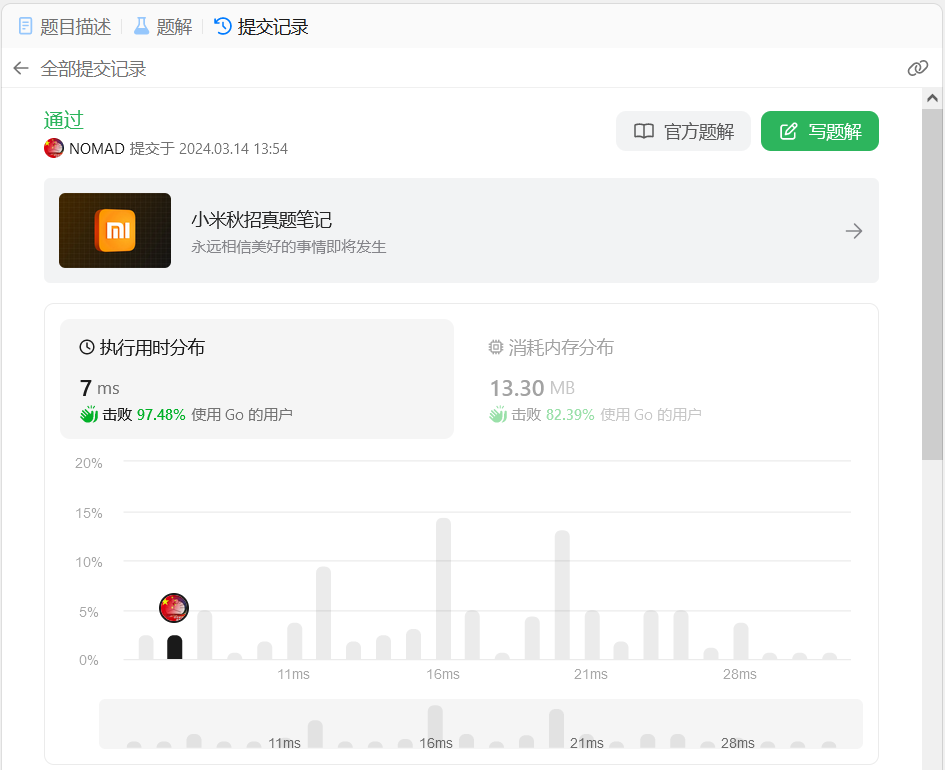 题目描述 题解 提交记录
全部提交记录
通过
NOMAD 提交于 2024.03.14 13:54
官方题解 写题解
小米秋招真题笔记
永远相信美好的事情即将发生
执行用时分布
7 ms
击败 97.48% 使用 Go 的用户
消耗内存分布
13.30 MB
击败 82.39% 使用 Go 的用户
20%
15%
10%
5%
0%
11ms 16ms 21ms 28ms
11ms 16ms 21ms 28ms